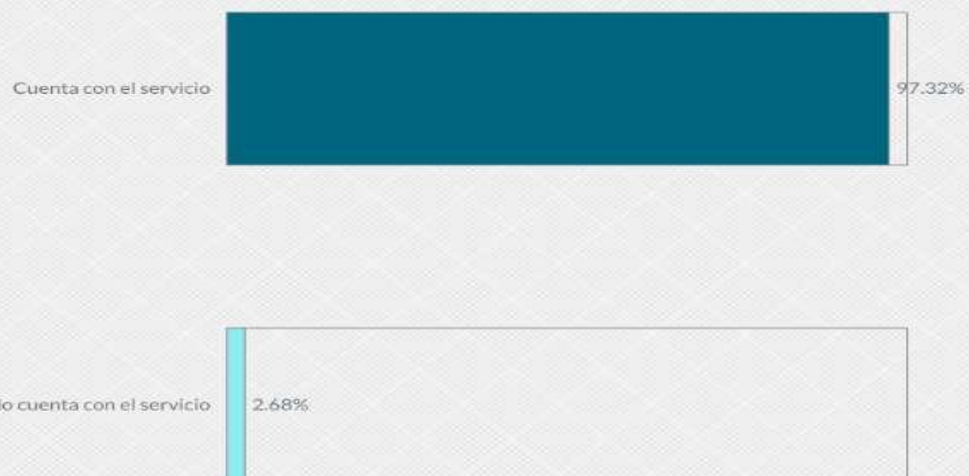 Cuenta con el servicio
97.32%
cuenta con el servicio
2.68%